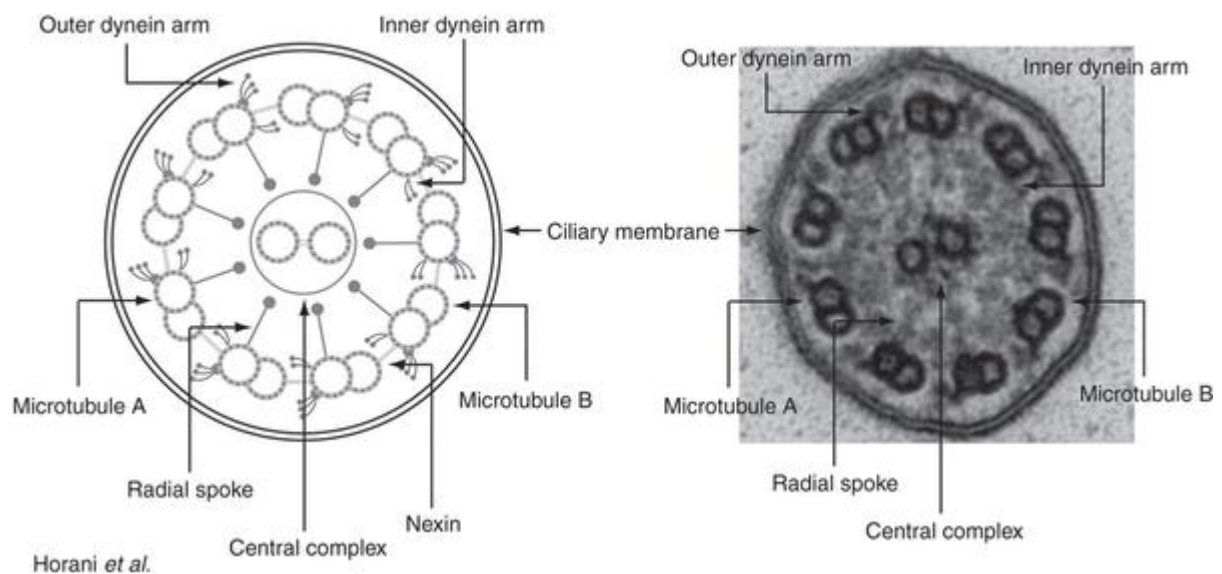 Outer dynein arm
Inner dynein arm
Ciliary membrane
Microtubule A
Microtubule B
Radial spoke
Nexin
Central complex
Horani et al.
Outer dynein arm
Inner dynein arm
Microtubule A
Microtubule B
Radial spoke
Central complex